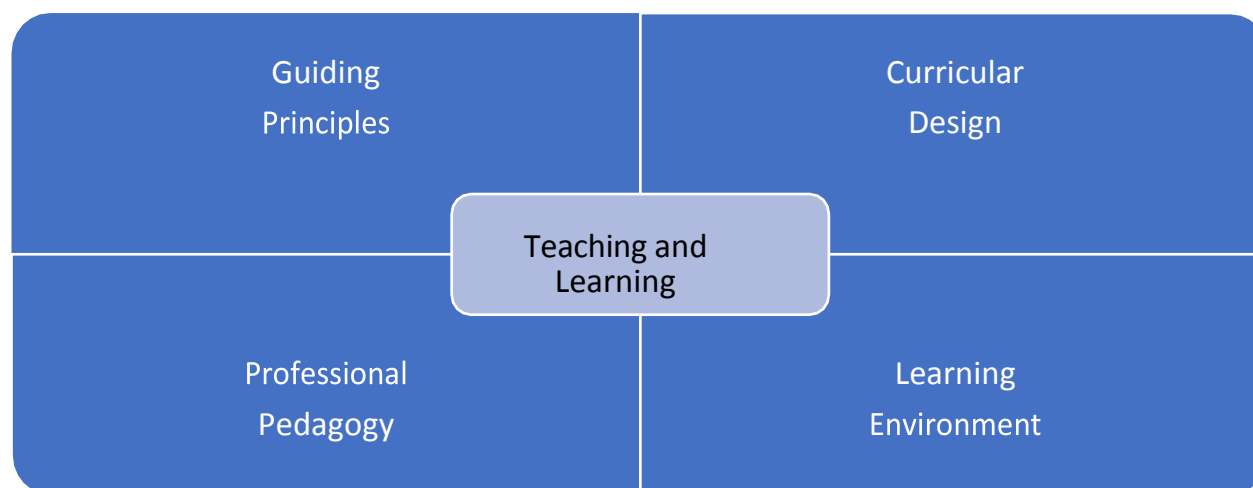 Guiding
Principles
Curricular
Design
Teaching and
Learning
Professional
Pedagogy
Learning
Environment